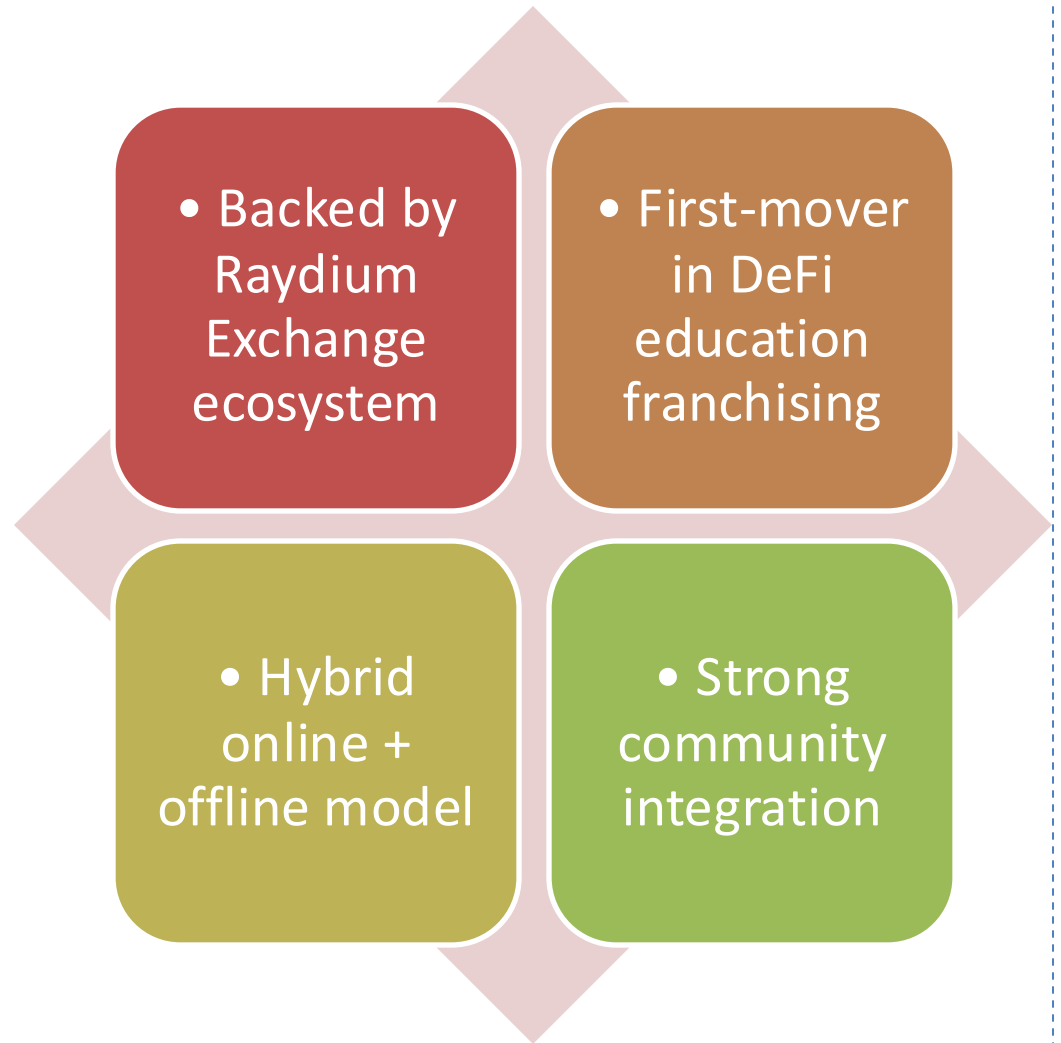 • Backed by
Raydium
Exchange
ecosystem
• First-mover
in DeFi
education
franchising
• Hybrid
online +
offline model
• Strong
community
integration